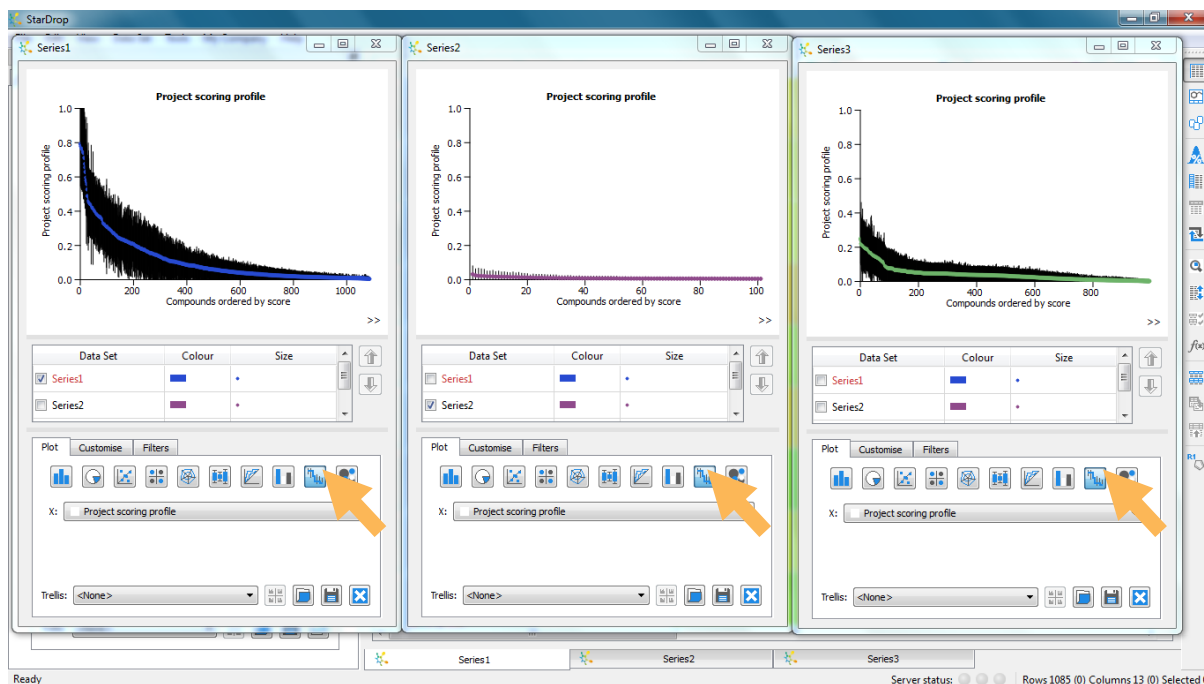 StarDrop
Series1
Project scoring profile
Project scoring profile
1.0
0.8
0.6
0.4
0.2
0.0
0 200 400 600 800 1000
Compounds ordered by score
>>
Data Set Colour Size
Series1
Series2
Plot Customise Filters
X: Project scoring profile
Trellis: <None>
Series2
Project scoring profile
Project scoring profile
1.0
0.8
0.6
0.4
0.2
0.0
0 20 40 60 80 100
Compounds ordered by score
>>
Data Set Colour Size
Series1
Series2
Plot Customise Filters
X: Project scoring profile
Trellis: <None>
Series3
Project scoring profile
Project scoring profile
1.0
0.8
0.6
0.4
0.2
0.0
0 200 400 600 800
Compounds ordered by score
>>
Data Set Colour Size
Series1
Series2
Plot Customise Filters
X: Project scoring profile
Trellis: <None>
f(x)
R1
Series1 Series2 Series3
Ready
Server status: Rows 1085 (0) Columns 13 (0) Selected